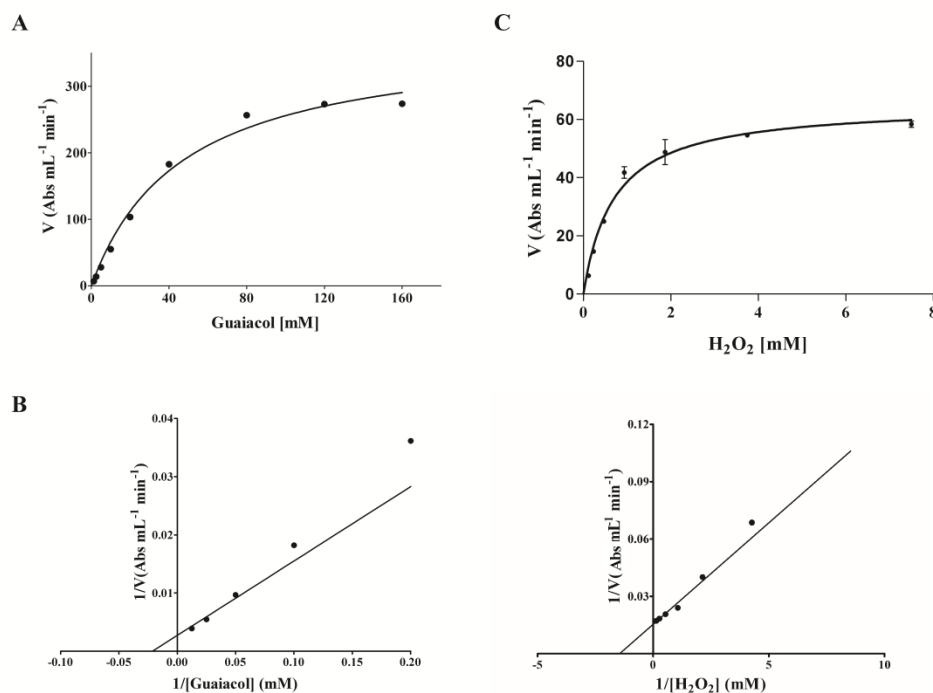 A
V (Abs mL⁻¹ min⁻¹)
300
200
100
0
0 40 80 120 160
Guaiacol [mM]
C
V (Abs mL⁻¹ min⁻¹)
80
60
40
20
0
0 2 4 6 8
H₂O₂ [mM]
B
1/V(Abs mL⁻¹ min⁻¹)
0.04
0.03
0.02
0.01
-0.10 -0.05 0.00 0.05 0.10 0.15 0.20
1/[Guaiacol] (mM)
1/V( Abs mL¹ min⁻¹)
0.12
0.09
0.06
0.03
-5 0 5 10
1/[H₂O₂] (mM)